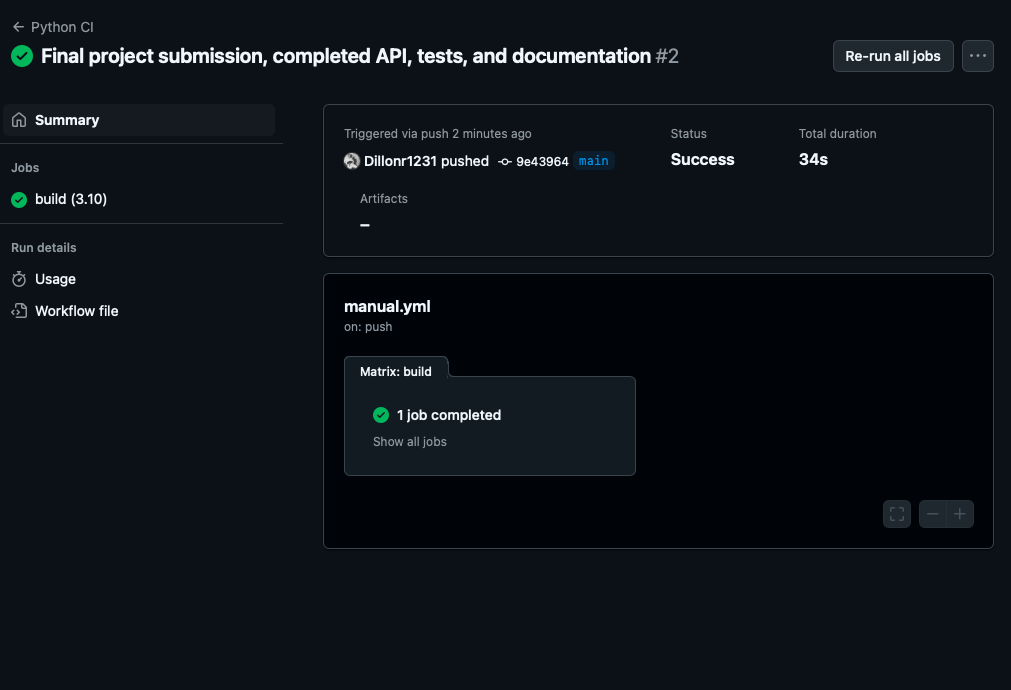 Python CI
Final project submission, completed API, tests, and documentation #2
Re-run all jobs
Summary
Jobs
build (3.10)
Run details
Usage
Workflow file
Triggered via push 2 minutes ago
Status
Total duration
Dillonr1231 pushed 9e43964 main
Success
34s
Artifacts
–
manual.yml
on: push
Matrix: build
1 job completed
Show all jobs